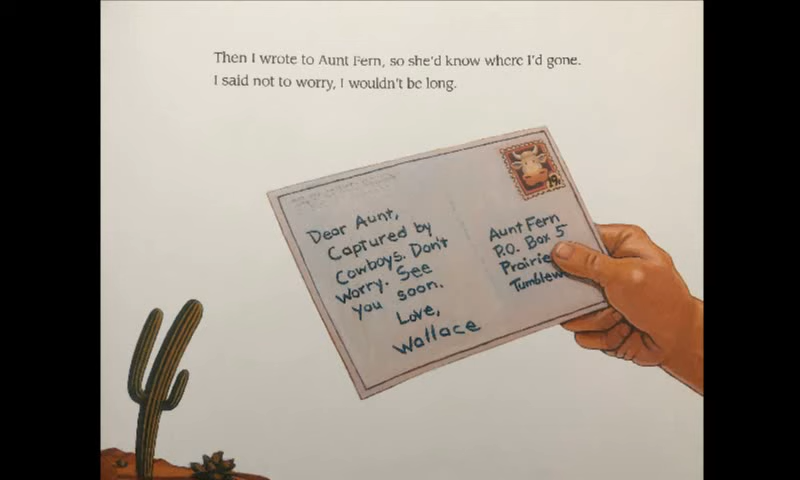 Then I wrote to Aunt Fern, so she'd know where I'd gone.
I said not to worry, I wouldn't be long.
Dear Aunt,
Captured by
Cowboys. Don't
Worry. See
you soon.
Love,
Wallace
19
Aunt Fern
P.O. Box 5
Prairie